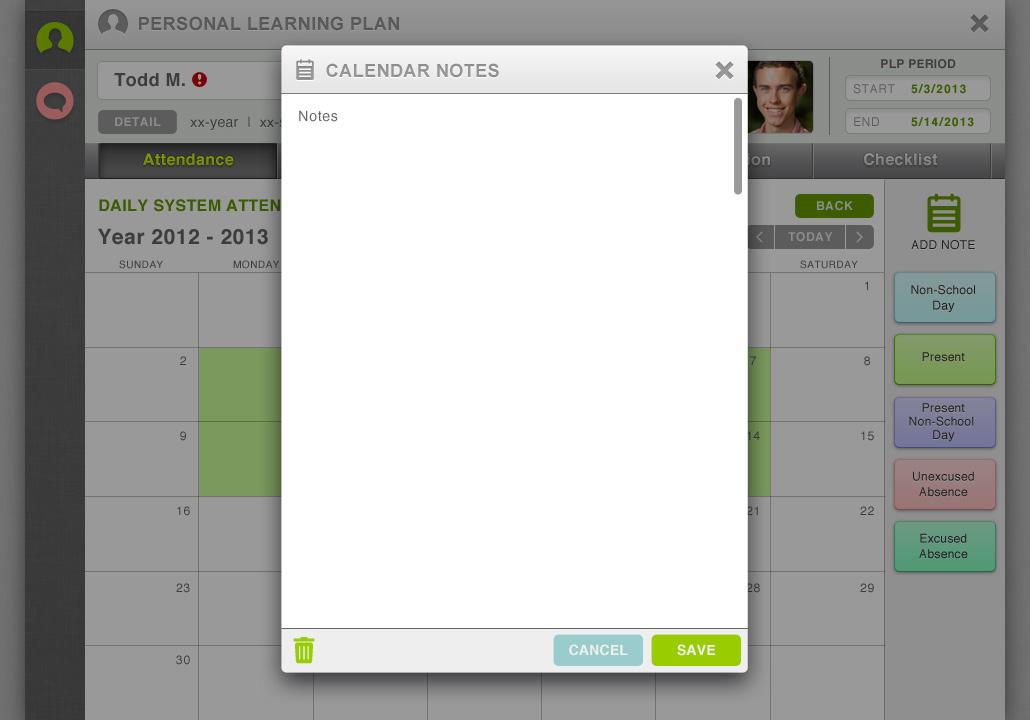 PERSONAL LEARNING PLAN
CALENDAR NOTES
Notes
Todd M.
DETAIL
xx-year | xx-
PLP PERIOD
START 5/3/2013
END 5/14/2013
Attendance
Checklist
DAILY SYSTEM ATTEN
Year 2012 - 2013
BACK
< TODAY >
ADD NOTE
SUNDAY MONDAY SATURDAY
1
2 7 8
9 14 15
16 21 22
23 28 29
30
Non-School
Day
Present
Present
Non-School
Day
Unexcused
Absence
Excused
Absence
CANCEL SAVE